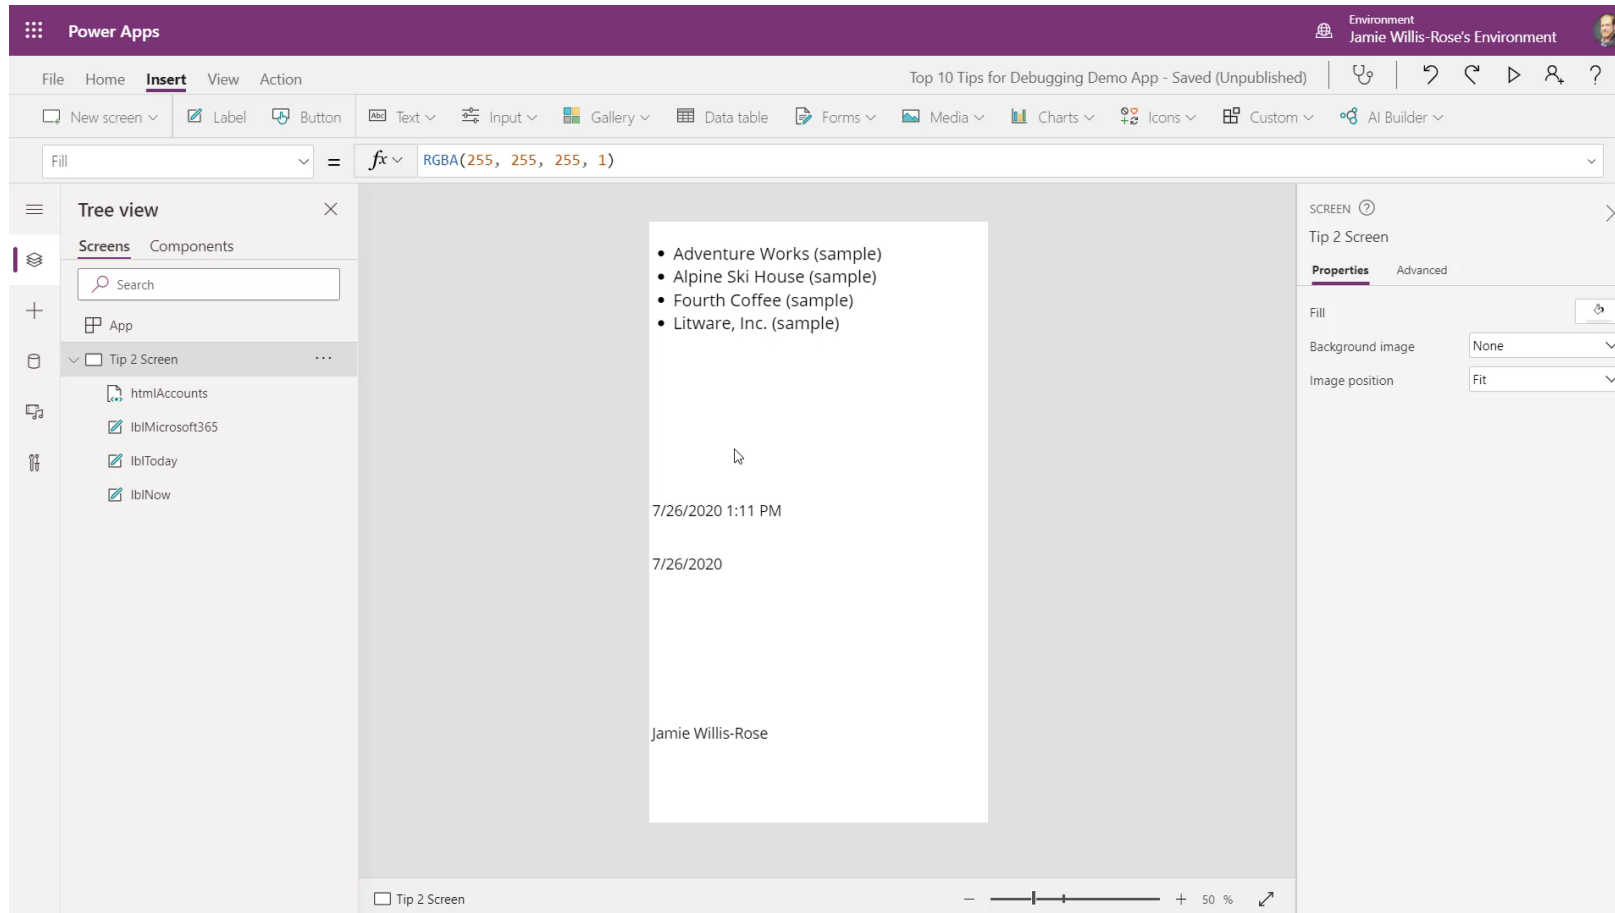 Power Apps
Environment
Jamie Willis-Rose's Environment
File Home Insert View Action
Top 10 Tips for Debugging Demo App - Saved (Unpublished)
New screen Label Button Abc Text Input Gallery Data table Forms Media Charts Icons Custom AI Builder
Fill = fx RGBA(255, 255, 255, 1)
Tree view
Screens Components
Search
App
Tip 2 Screen
htmlAccounts
lblMicrosoft365
lblToday
lblNow
Adventure Works (sample)
Alpine Ski House (sample)
Fourth Coffee (sample)
Litware, Inc. (sample)
7/26/2020 1:11 PM
7/26/2020
Jamie Willis-Rose
SCREEN
Tip 2 Screen
Properties Advanced
Fill
Background image None
Image position Fit
Tip 2 Screen
50 %